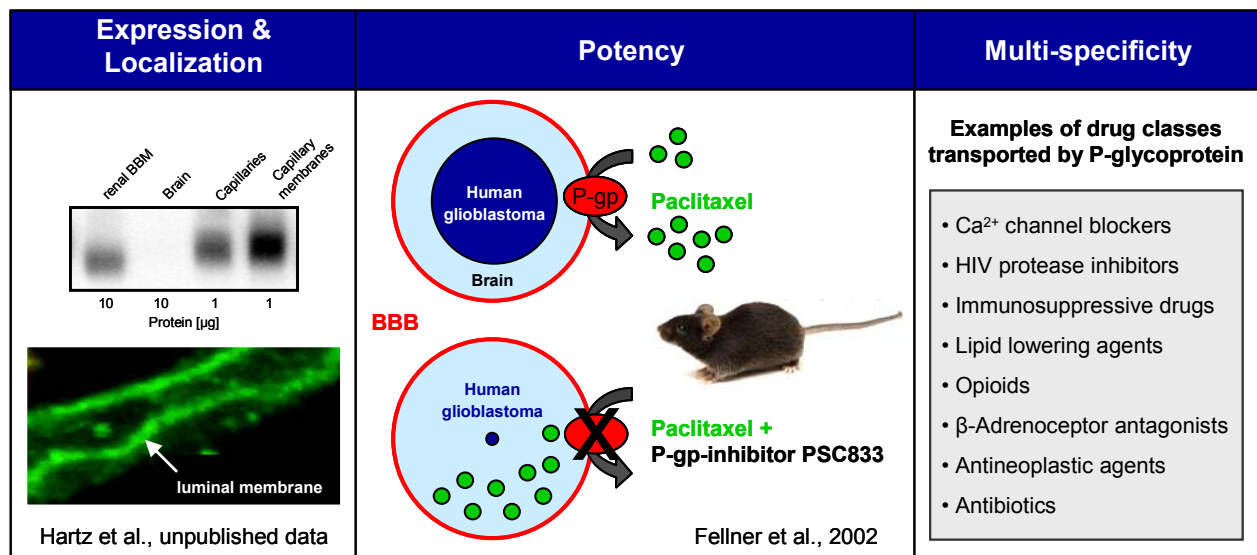 Expression &
Localization
Potency
Multi-specificity
renal BBM
Brain
Capillaries
Capillary
membranes
10
10
1
1
Protein [µg]
luminal membrane
Hartz et al., unpublished data
Human
glioblastoma
Brain
P-gp
Paclitaxel
BBB
Human
glioblastoma
X
Paclitaxel +
P-gp-inhibitor PSC833
Fellner et al., 2002
Examples of drug classes
transported by P-glycoprotein
• Ca²⁺ channel blockers
• HIV protease inhibitors
• Immunosuppressive drugs
• Lipid lowering agents
• Opioids
• β-Adrenoceptor antagonists
• Antineoplastic agents
• Antibiotics